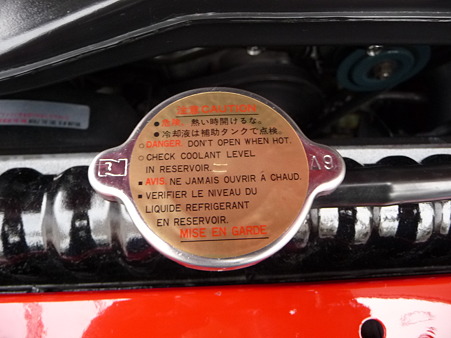 注意CAUTION
●危険. 熱い時開けるな。
●冷却液は補助タンクで点検。
○DANGER. DON'T OPEN WHEN HOT.
○CHECK COOLANT LEVEL
IN RESERVOIR.
■AVIS. NE JAMAIS OUVRIR À CHAUD.
■VERIFIER LE NIVEAU DU
LIQUIDE REFRIGERANT
EN RESERVOIR.
MISE EN GARDE
A9